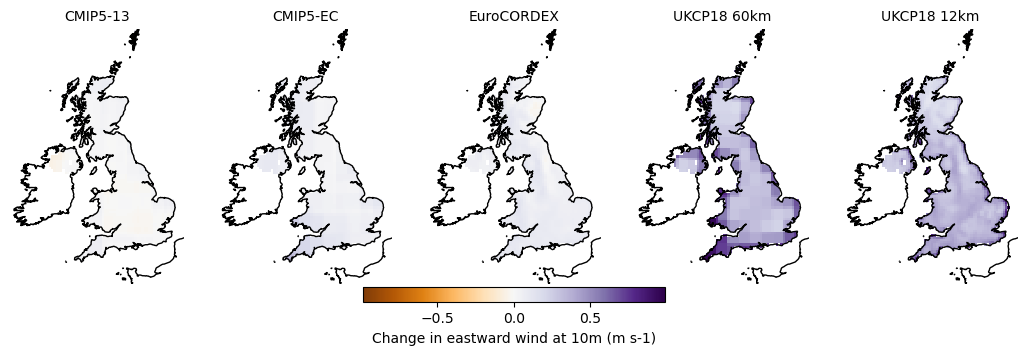 CMIP5-13 CMIP5-EC EuroCORDEX UKCP18 60km UKCP18 12km
−0.5 0.0 0.5
Change in eastward wind at 10m (m s-1)